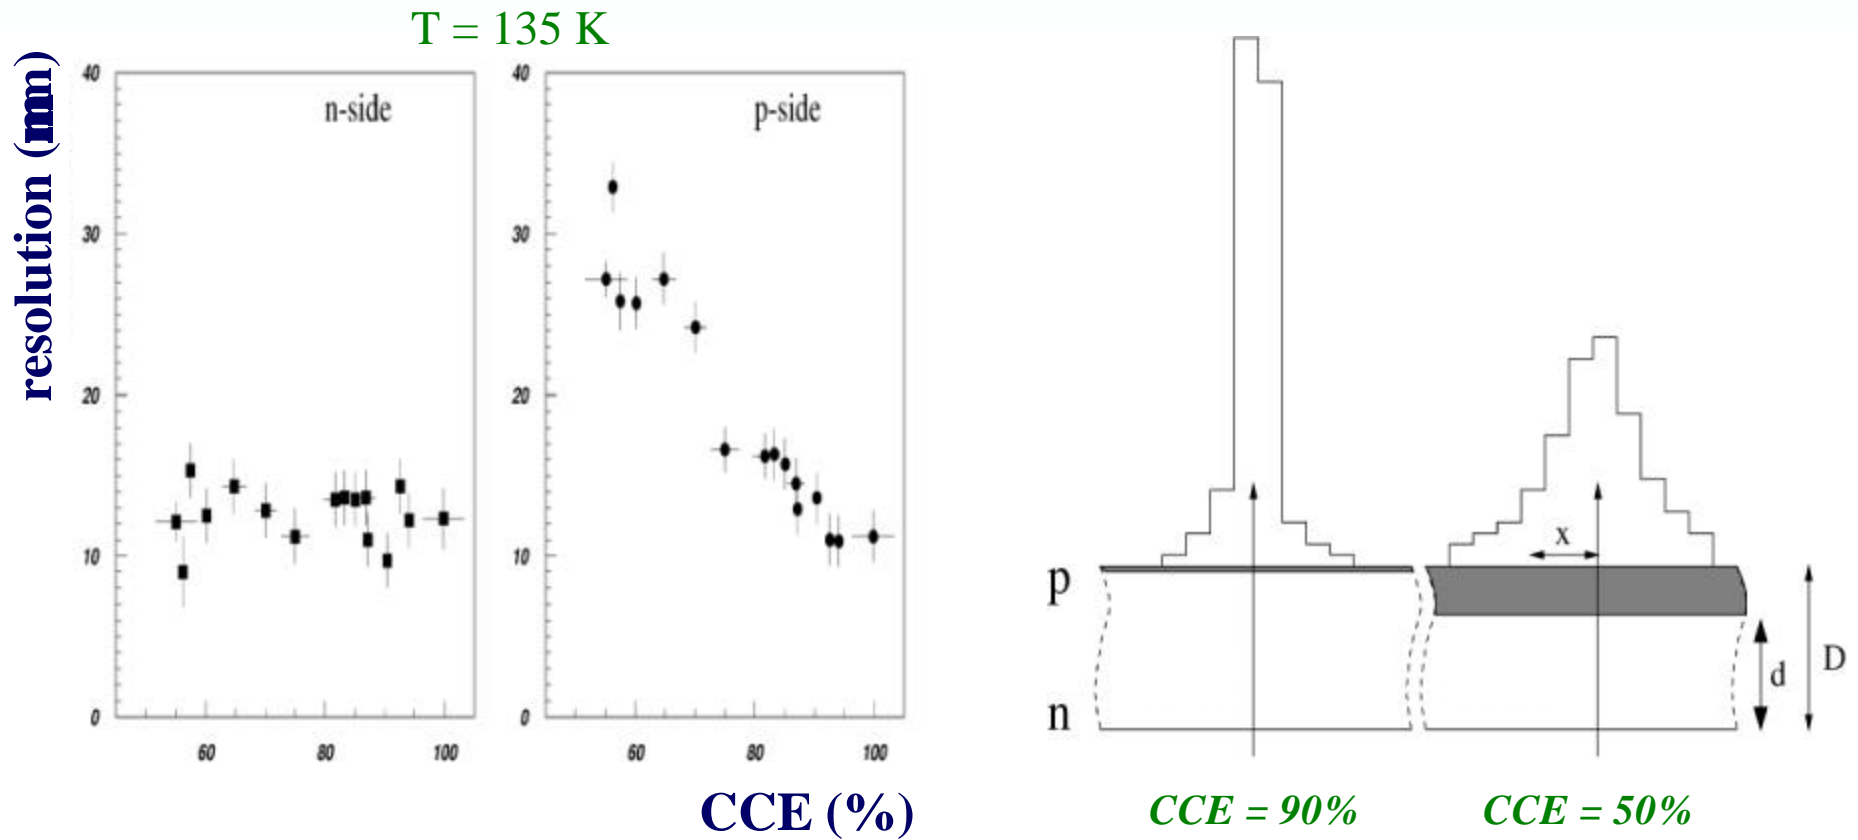 T = 135 K
resolution (mm)
n-side
40
30
20
10
0
60
80
100
p-side
40
30
20
10
0
60
80
100
CCE (%)
x
p
n
d
D
CCE = 90%
CCE = 50%